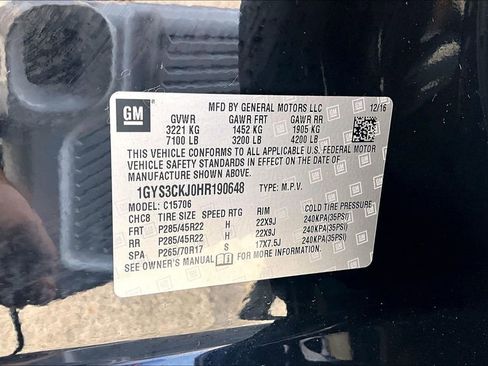 GM
MFD BY GENERAL MOTORS LLC 12/16
GVWR GAWR FRT GAWR RR
3221 KG 1452 KG 1905 KG
7100 LB 3200 LB 4200 LB
THIS VEHICLE CONFORMS TO ALL APPLICABLE U.S. FEDERAL MOTOR
VEHICLE SAFETY STANDARDS IN EFFECT ON THE DATE OF
MANUFACTURE SHOWN ABOVE.
1GYS3CKJ0HR190648 TYPE: M.P.V.
MODEL: C15706
CHC8 TIRE SIZE SPEED RTG RIM COLD TIRE PRESSURE
FRT P285/45R22 H 22X9J 240KPA(35PSI)
RR P285/45R22 H 22X9J 240KPA(35PSI)
SPA P265/70R17 S 17X7.5J 240KPA(35PSI)
SEE OWNER'S MANUAL FOR ADDITIONAL INFORMATION.